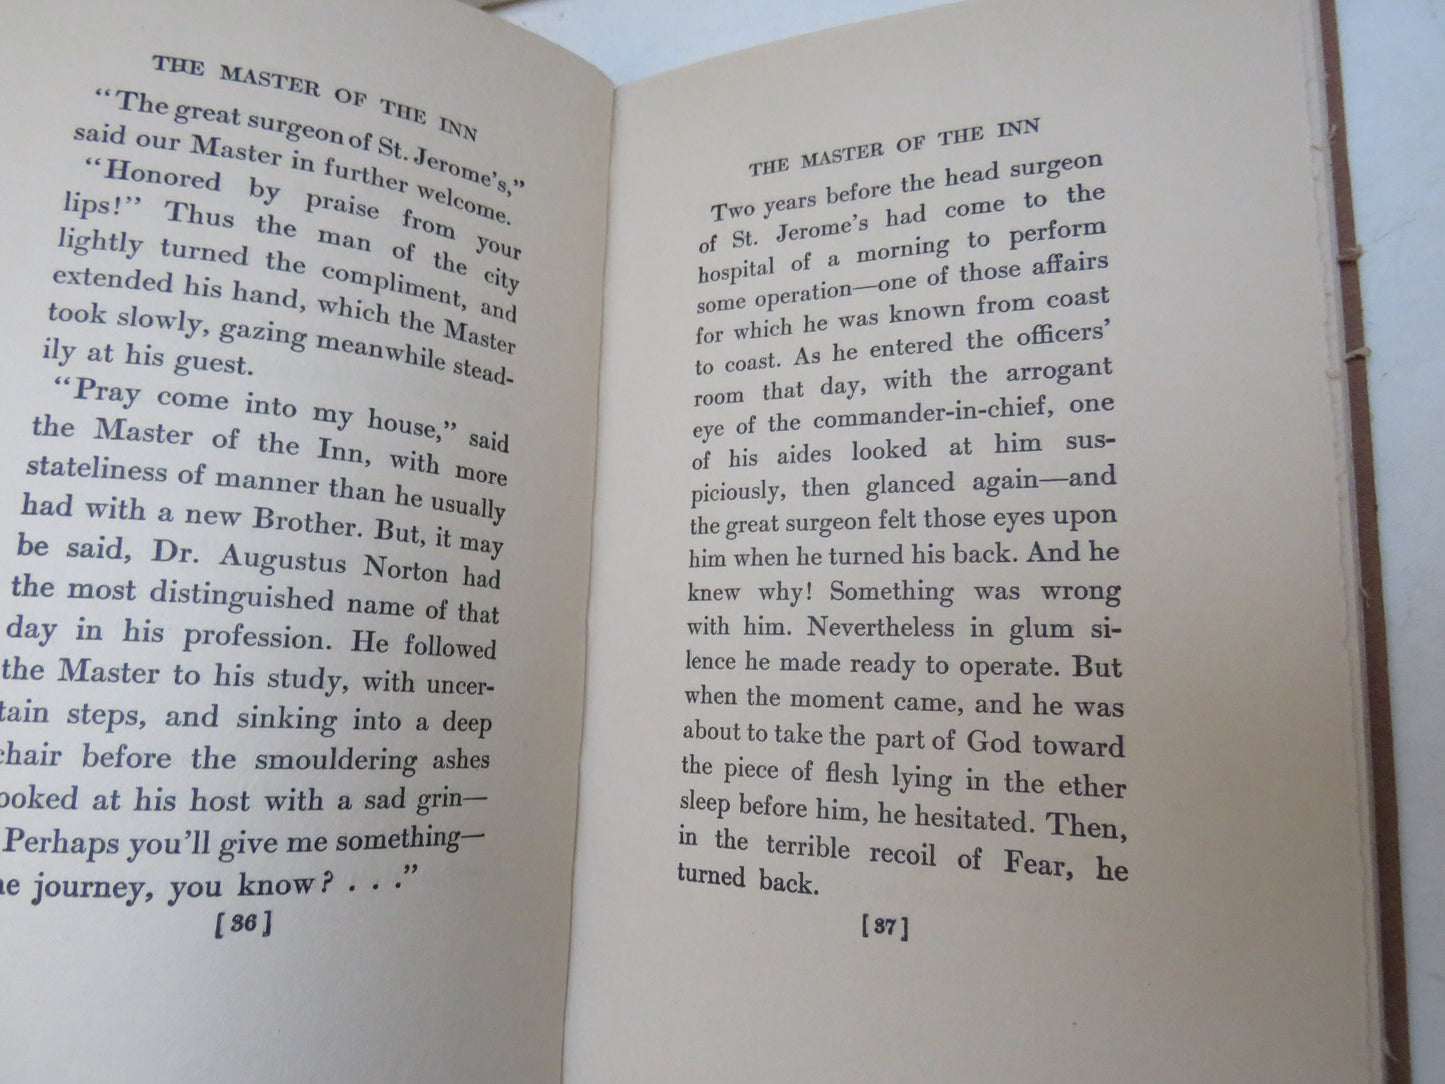 THE MASTER OF THE INN
“The great surgeon of St. Jerome’s,”
said our Master in further welcome.
“Honored by praise from your
lips!” Thus the man of the city
lightly turned the compliment, and
extended his hand, which the Master
took slowly, gazing meanwhile stead-
ily at his guest.
“Pray come into my house,” said
the Master of the Inn, with more
stateliness of manner than he usually
had with a new Brother. But, it may
be said, Dr. Augustus Norton had
the most distinguished name of that
day in his profession. He followed
the Master to his study, with uncer-
tain steps, and sinking into a deep
chair before the smouldering ashes
ooked at his host with a sad grin—
Perhaps you’ll give me something—
e journey, you know? . . .”
[ 36 ]
THE MASTER OF THE INN
Two years before the head surgeon
of St. Jerome’s had come to the
hospital of a morning to perform
some operation—one of those affairs
for which he was known from coast
to coast. As he entered the officers’
room that day, with the arrogant
eye of the commander-in-chief, one
of his aides looked at him sus-
piciously, then glanced again—and
the great surgeon felt those eyes upon
him when he turned his back. And he
knew why! Something was wrong
with him. Nevertheless in glum si-
lence he made ready to operate. But
when the moment came, and he was
about to take the part of God toward
the piece of flesh lying in the ether
sleep before him, he hesitated. Then,
in the terrible recoil of Fear, he
turned back.
[ 37 ]